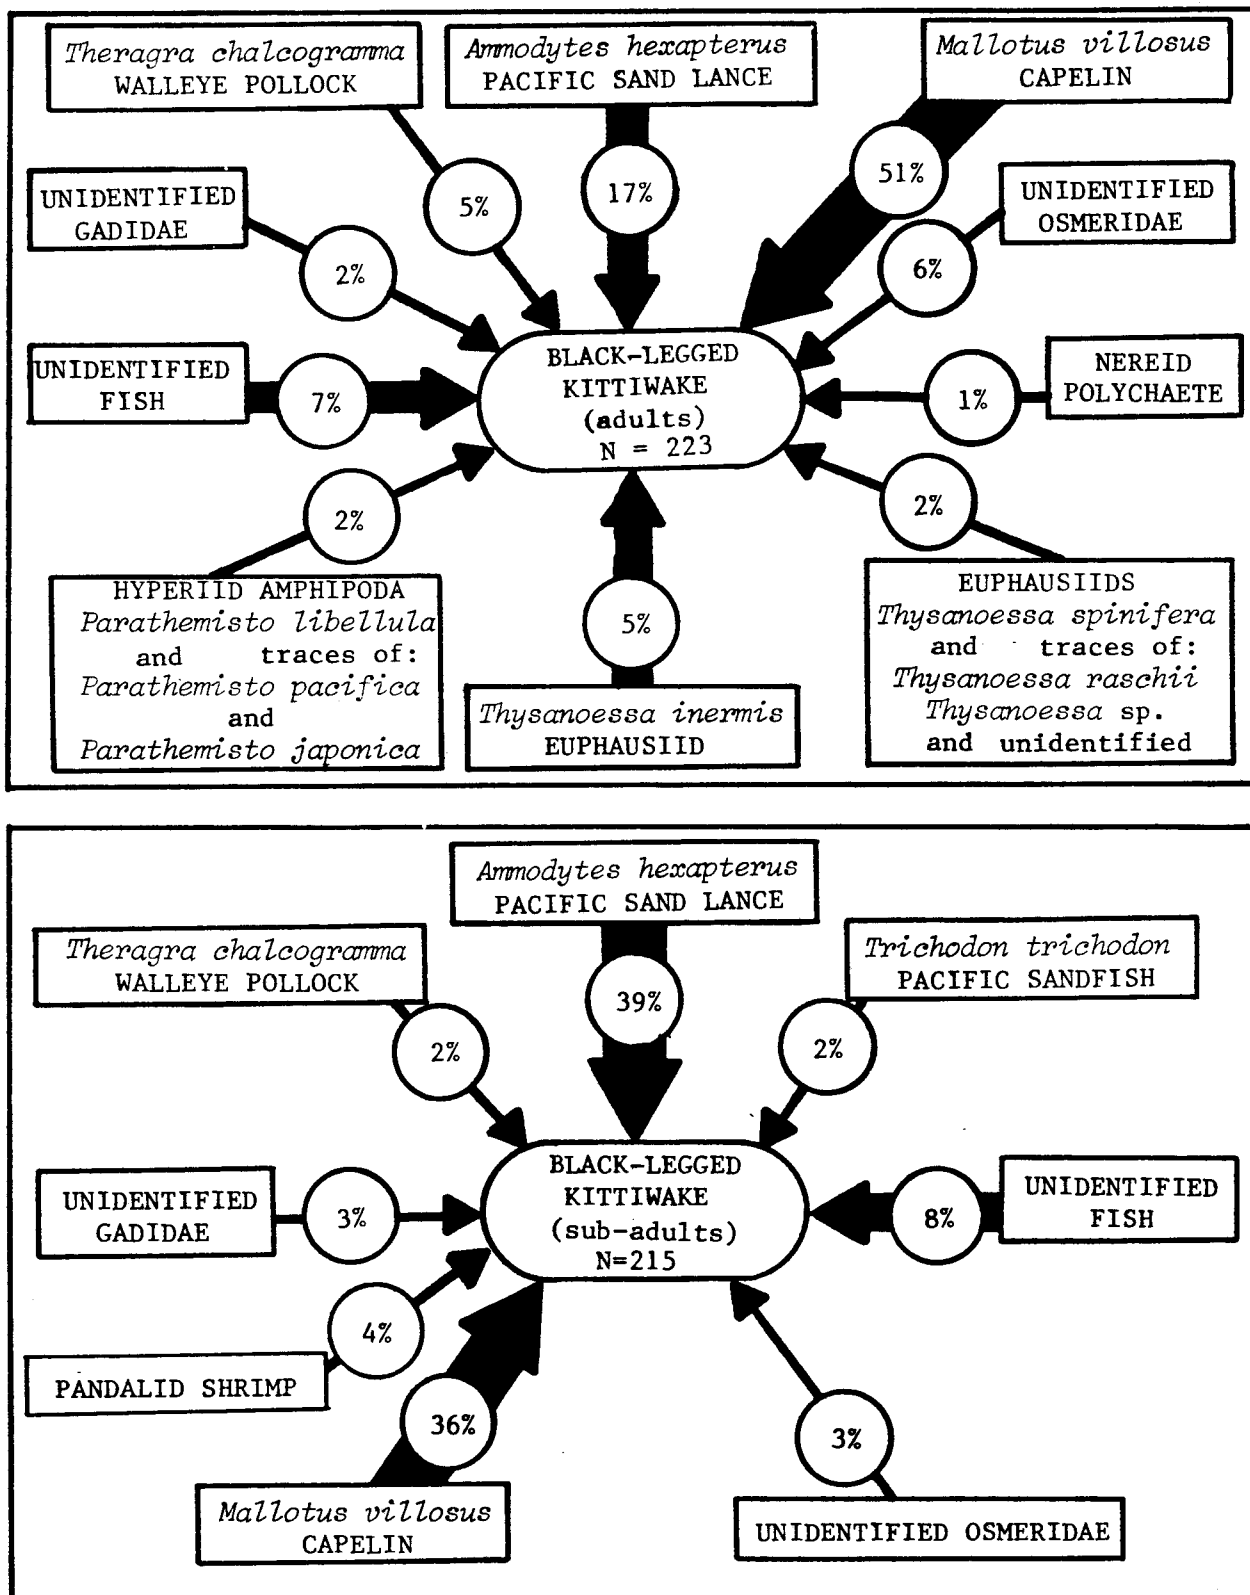 Theragra chalcogramma
WALLEYE POLLOCK
Ammodytes hexapterus
PACIFIC SAND LANCE
Mallotus villosus
CAPELIN
5%
17%
51%
UNIDENTIFIED
GADIDAE
2%
UNIDENTIFIED
OSMERIDAE
6%
UNIDENTIFIED
FISH
7%
BLACK-LEGGED
KITTIWAKE
(adults)
N = 223
1%
NEREID
POLYCHAETE
2%
5%
2%
HYPERIID AMPHIPODA
Parathemisto libellula
and traces of:
Parathemisto pacifica
and
Parathemisto japonica
Thysanoessa inermis
EUPHAUSIID
EUPHAUSIIDS
Thysanoessa spinifera
and traces of:
Thysanoessa raschii
Thysanoessa sp.
and unidentified
Ammodytes hexapterus
PACIFIC SAND LANCE
Theragra chalcogramma
WALLEYE POLLOCK
Trichodon trichodon
PACIFIC SANDFISH
39%
2%
2%
UNIDENTIFIED
GADIDAE
3%
BLACK-LEGGED
KITTIWAKE
(sub-adults)
N=215
8%
UNIDENTIFIED
FISH
4%
PANDALID SHRIMP
36%
3%
Mallotus villosus
CAPELIN
UNIDENTIFIED OSMERIDAE